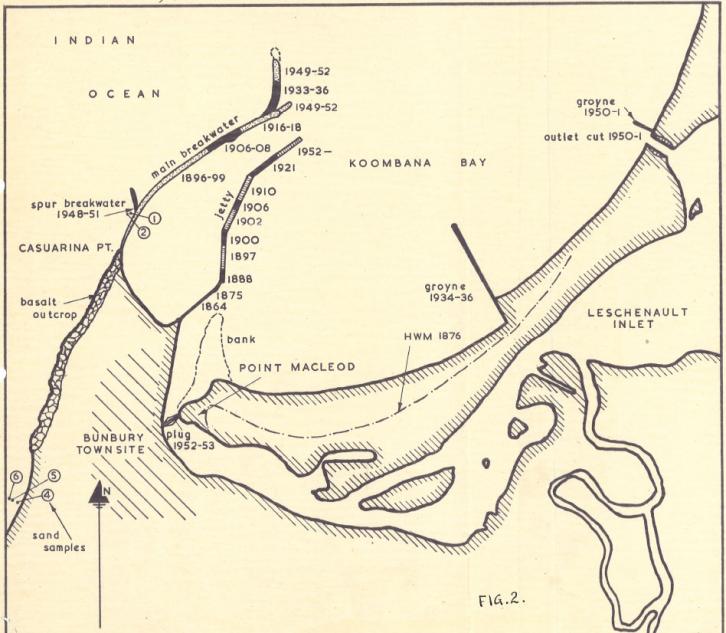 INDIAN
OCEAN
1949-52
1933-36
1949-52
1916-18
main breakwater
1906-08
1896-99
1952-
1921
KOOMBANA BAY
groyne
1950-1
outlet cut 1950-1
jetty
1910
1906
1902
1900
1897
1888
1875
1864
spur breakwater
1948-51
1
2
CASUARINA PT.
basalt
outcrop
bank
POINT MACLEOD
groyne
1934-36
HWM 1876
LESCHENAULT
INLET
plug
1952-53
BUNBURY
TOWNSITE
6
5
4
N
sand
samples
FIG.2.